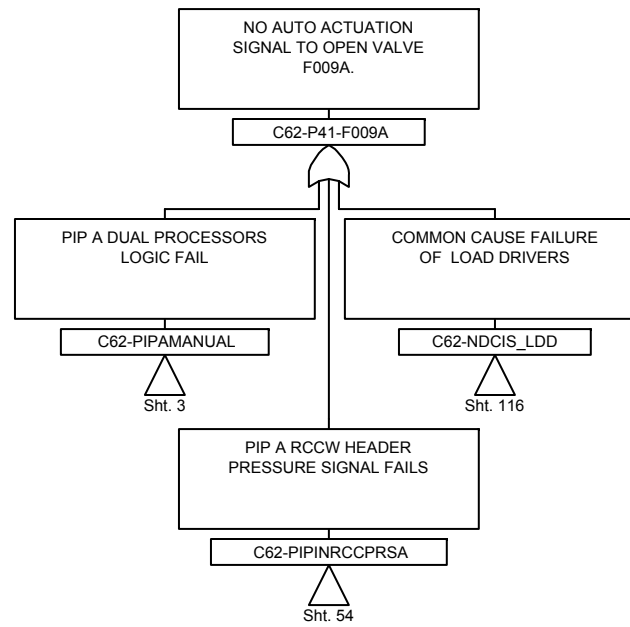 NO AUTO ACTUATION
SIGNAL TO OPEN VALVE
F009A.
C62-P41-F009A
PIP A DUAL PROCESSORS
LOGIC FAIL
C62-PIPAMANUAL
Sht. 3
COMMON CAUSE FAILURE
OF LOAD DRIVERS
C62-NDCIS_LDD
Sht. 116
PIP A RCCW HEADER
PRESSURE SIGNAL FAILS
C62-PIPINRCCPRSA
Sht. 54